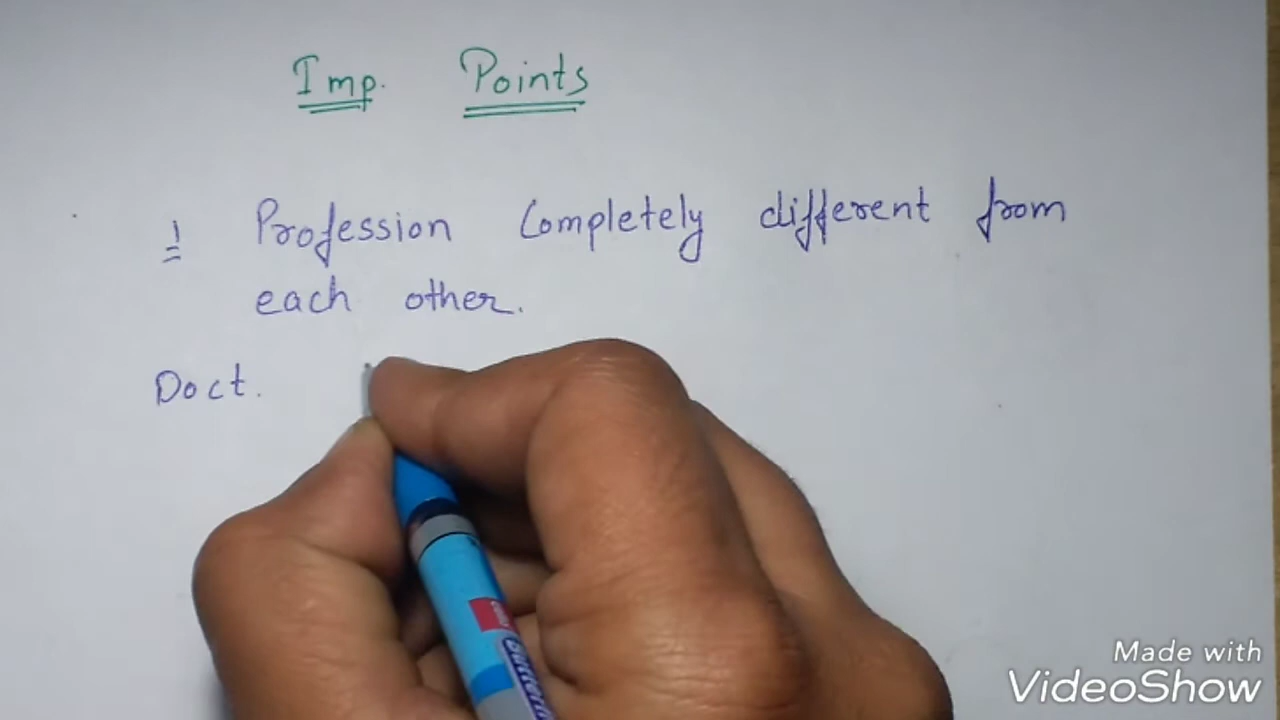 Imp. Points
1 Profession Completely different from
each other.
Doct.
Made with
VideoShow